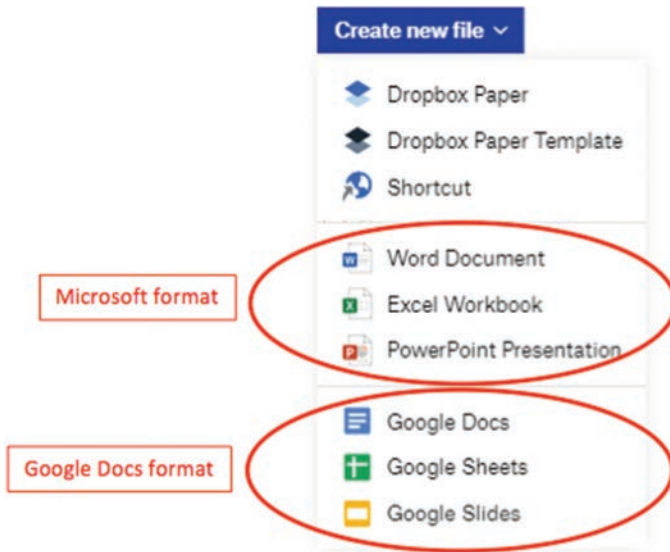 Create new file
Dropbox Paper
Dropbox Paper Template
Shortcut
Microsoft format
Word Document
Excel Workbook
PowerPoint Presentation
Google Docs format
Google Docs
Google Sheets
Google Slides